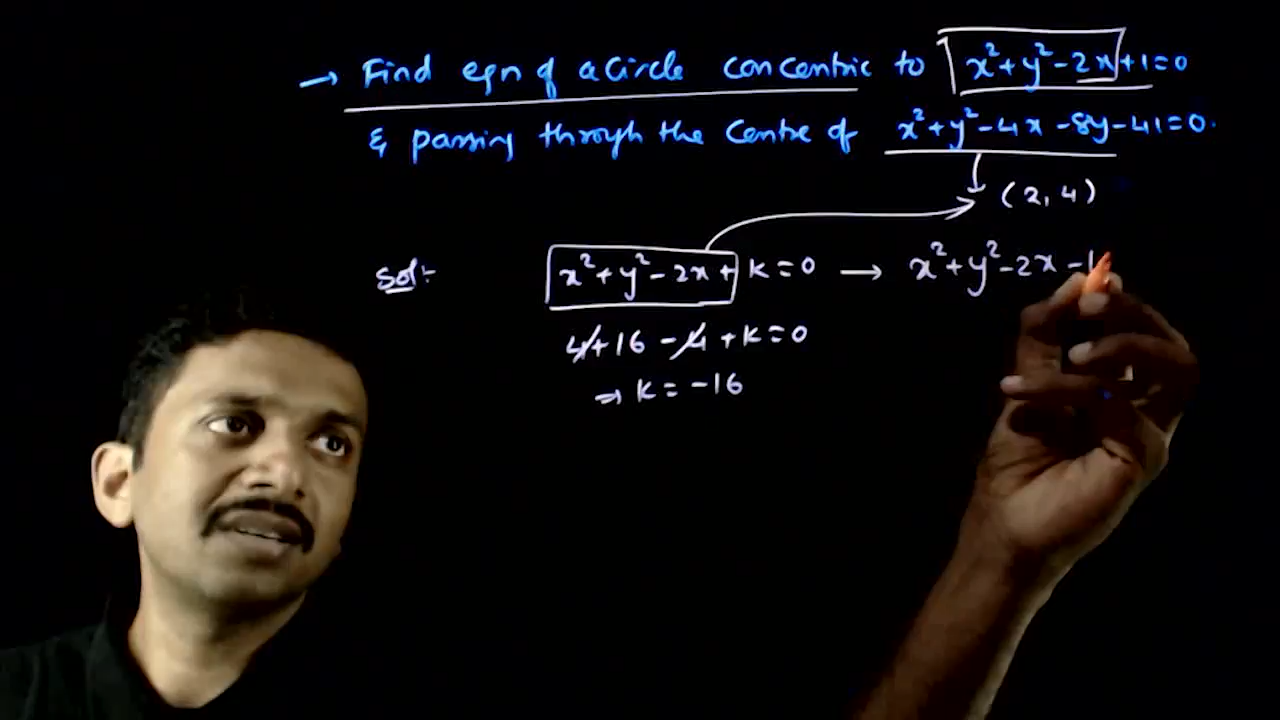 → Find eqn of a Circle concentric to x²+y²-2x+1=0
& passing through the Centre of x²+y²-4x-8y-41=0.
(2,4)
Sol:- x²+y²-2x+k=0 → x²+y²-2x-1
4+16-4+k=0
⇒ k=-16